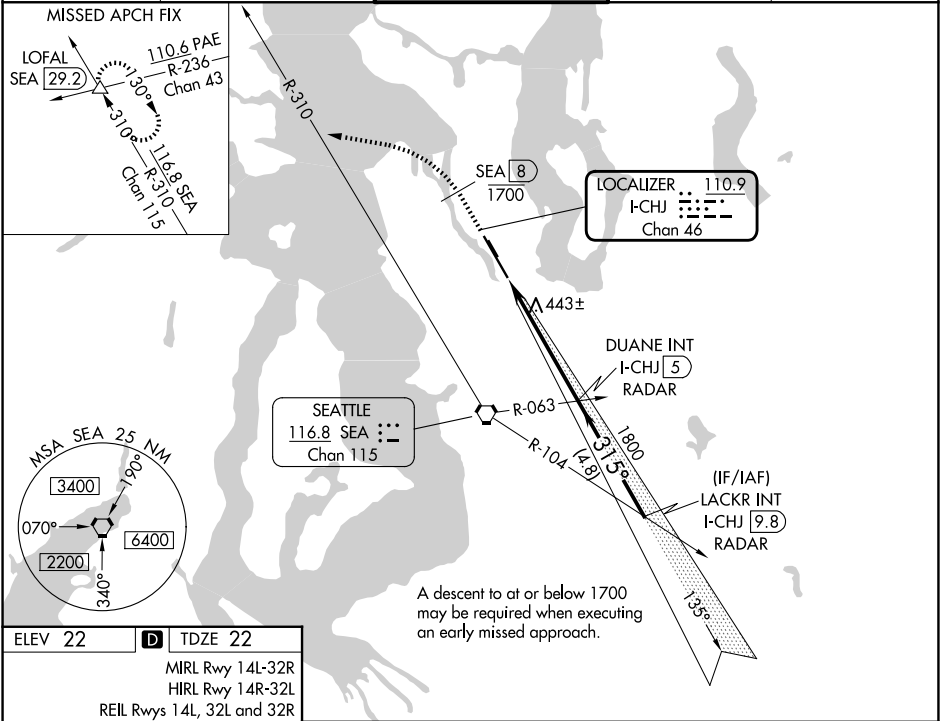 MISSED APCH FIX
LOFAL
SEA 29.2
110.6 PAE
R-236
Chan 43
130°
310°
116.8 SEA
R-310
Chan 115
R-310
SEA 8
1700
LOCALIZER 110.9
I-CHJ
Chan 46
443±
DUANE INT
I-CHJ 5
RADAR
SEATTLE
116.8 SEA
Chan 115
R-063
R-104
1800
315°
(4.8)
(IF/IAF)
LACKR INT
I-CHJ 9.8
RADAR
135°
MSA SEA 25 NM
3400
190°
070°
6400
2200
340°
A descent to at or below 1700
may be required when executing
an early missed approach.
ELEV 22 D TDZE 22
MIRL Rwy 14L-32R
HIRL Rwy 14R-32L
REIL Rwys 14L, 32L and 32R